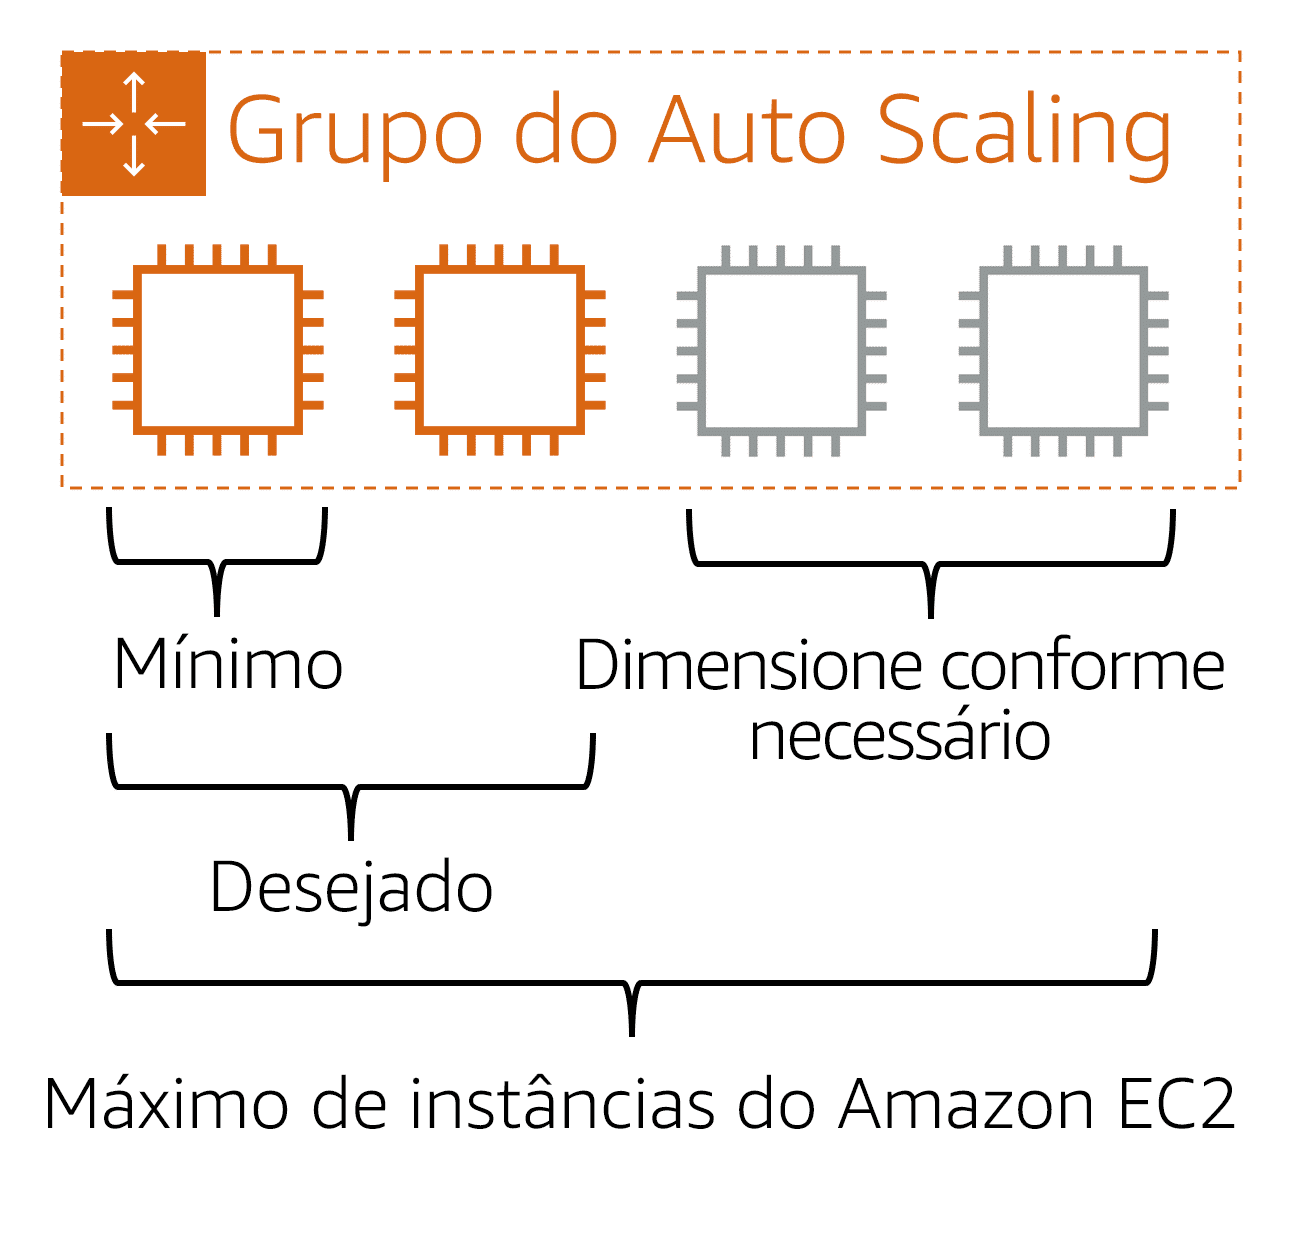 Grupo do Auto Scaling
Mínimo
Dimensione conforme
necessário
Desejado
Máximo de instâncias do Amazon EC2